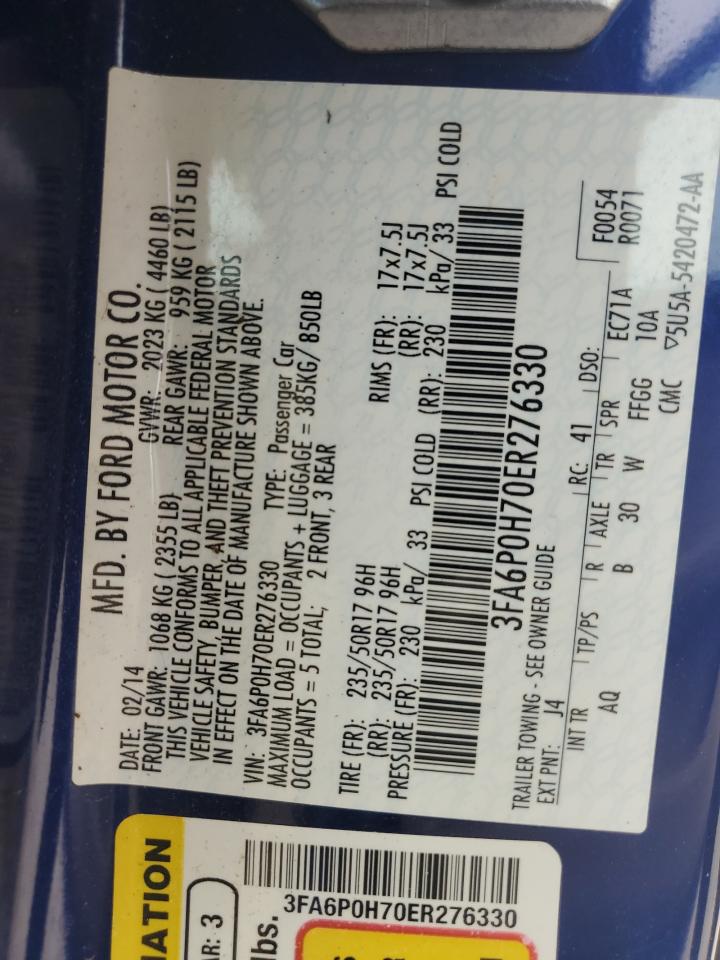 MFD. BY FORD MOTOR CO.
DATE: 02/14 GVWR: 2023 KG ( 4460 LB)
FRONT GAWR: 1068 KG ( 2355 LB) REAR GAWR: 959 KG ( 2115 LB)
THIS VEHICLE CONFORMS TO ALL APPLICABLE FEDERAL MOTOR
VEHICLE SAFETY, BUMPER, AND THEFT PREVENTION STANDARDS
IN EFFECT ON THE DATE OF MANUFACTURE SHOWN ABOVE.
VIN: 3FA6P0H70ER276330 TYPE: Passenger Car
MAXIMUM LOAD = OCCUPANTS + LUGGAGE = 385KG/ 850LB
OCCUPANTS = 5 TOTAL; 2 FRONT, 3 REAR
TIRE (FR): 235/50R17 96H RIMS (FR): 17x7.5J
(RR): 235/50R17 96H (RR): 17x7.5J
PRESSURE (FR): 230 kPa/ 33 PSI COLD (RR): 230 kPa/ 33 PSI COLD
3FA6P0H70ER276330
TRAILER TOWING - SEE OWNER GUIDE F0054
EXT PNT: J4 RC: 41 DSO: R0071
INT TR TP/PS R AXLE TR SPR EC71A
AQ B 30 W FFGG 10A
CMC ▽5U5A-5420472-AA
MATION
AR: 3
lbs.
3FA6P0H70ER276330